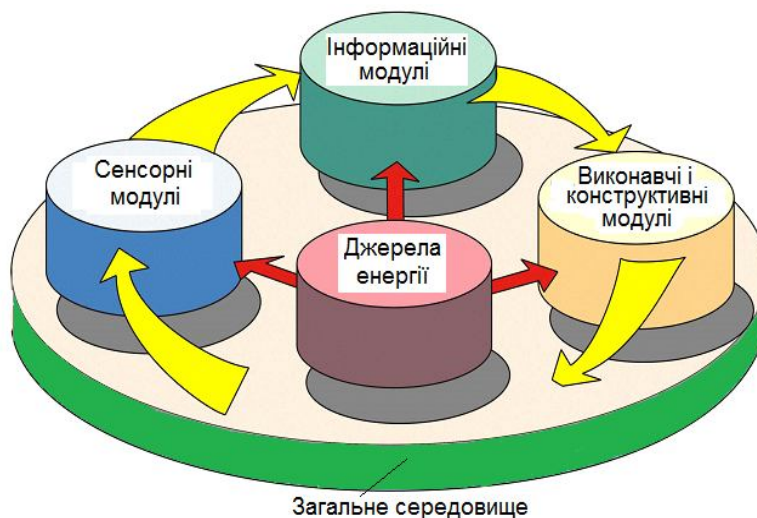 Інформаційні
модулі
Сенсорні
модулі
Виконавчі і
конструктивні
модулі
Джерела
енергії
Загальне середовище